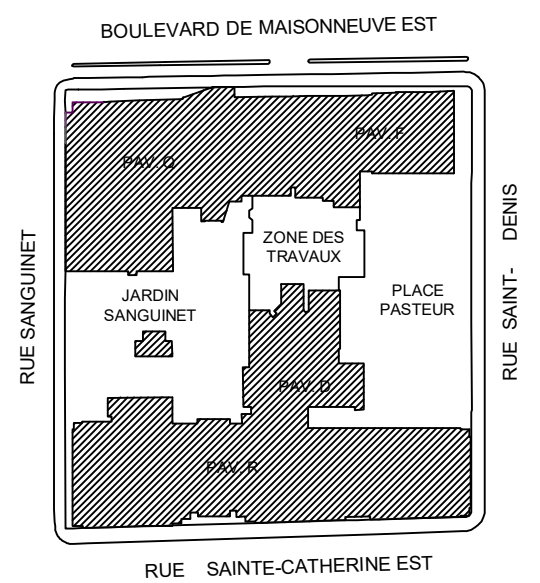 BOULEVARD DE MAISONNEUVE EST
PAV. O
PAV. F
RUE SANGUINET
ZONE DES
TRAVAUX
JARDIN
SANGUINET
PLACE
PASTEUR
RUE SAINT- DENIS
PAV. D
PAV. R
RUE SAINTE-CATHERINE EST